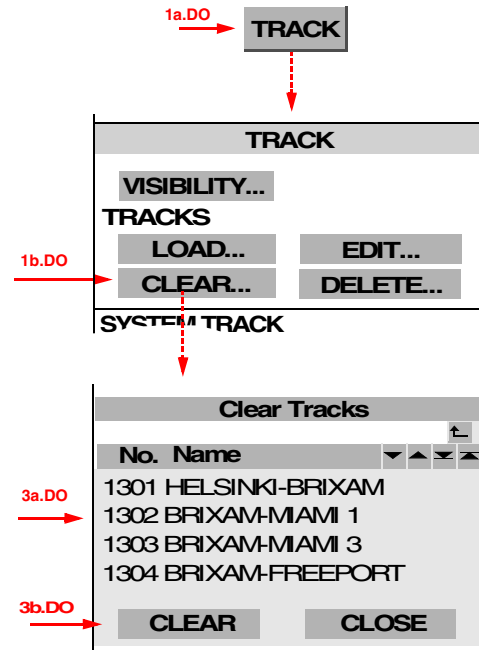 1a.DO
TRACK
TRACK
VISIBILITY...
TRACKS
LOAD... EDIT...
1b.DO
CLEAR... DELETE...
SYSTEM TRACK
Clear Tracks
No. Name
1301 HELSINKI-BRIXAM
3a.DO
1302 BRIXAM-MIAMI 1
1303 BRIXAM-MIAMI 3
1304 BRIXAM-FREEPORT
3b.DO
CLEAR CLOSE